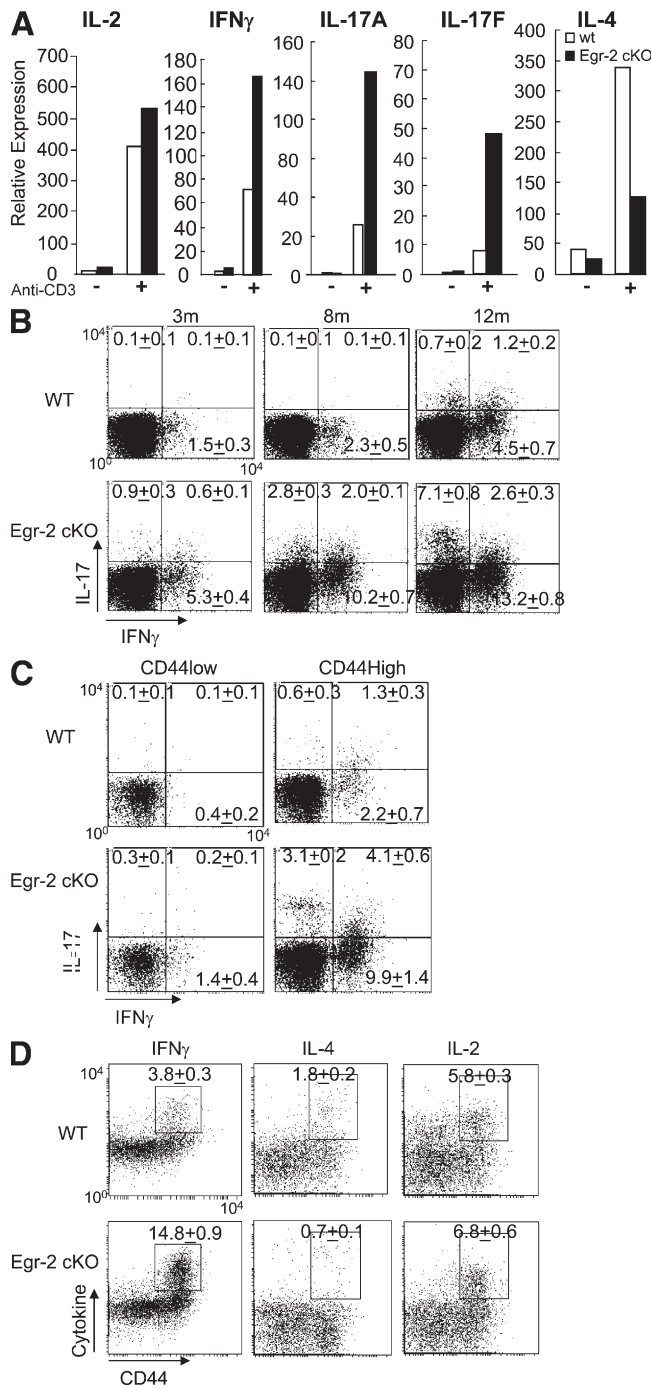 A
IL-2 IFNγ IL-17A IL-17F IL-4
wt
Egr-2 cKO
Relative Expression
700 600 500 400 300 200 100 0
180 160 140 120 100 80 60 40 20 0
160 140 120 40 20 0
80 70 60 50 40 30 20 10 0
400 350 300 250 200 150 100 50 0
Anti-CD3 - + - + - + - + - +
B
3m 8m 12m
WT
10⁴
0.1±0.1 0.1±0.1 0.1±0.1 0.1±0.1 0.7±0.2 1.2±0.2
1.5±0.3 2.3±0.5 4.5±0.7
10⁰ 10⁴
Egr-2 cKO
0.9±0.3 0.6±0.1 2.8±0.3 2.0±0.1 7.1±0.8 2.6±0.3
5.3±0.4 10.2±0.7 13.2±0.8
IL-17
IFNγ
C
CD44low CD44High
WT
10⁴
0.1±0.1 0.1±0.1 0.6±0.3 1.3±0.3
0.4±0.2 2.2±0.7
10⁰ 10⁴
Egr-2 cKO
0.3±0.1 0.2±0.1 3.1±0.2 4.1±0.6
1.4±0.4 9.9±1.4
IL-17
IFNγ
D
IFNγ IL-4 IL-2
WT
10⁴
3.8±0.3 1.8±0.2 5.8±0.3
10⁰ 10⁴
Egr-2 cKO
14.8±0.9 0.7±0.1 6.8±0.6
Cytokine
CD44